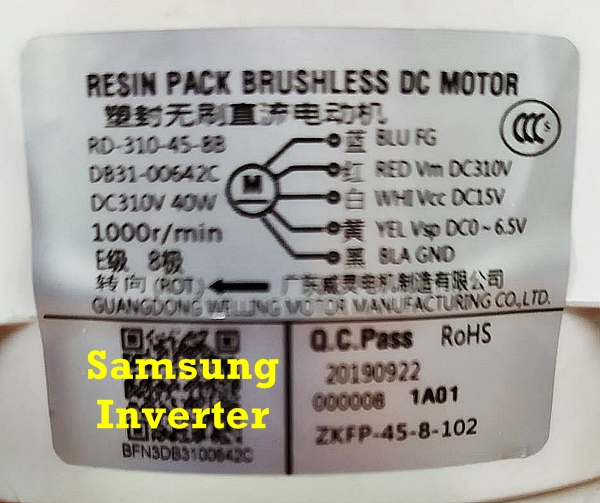 RESIN PACK BRUSHLESS DC MOTOR
塑封无刷直流电动机
RD-310-45-8B
DB31-00642C
DC310V 40W
1000r/min
E级 8极
转向 (ROT)
M
蓝 BLU FG
红 RED Vm DC310V
白 WHI Vcc DC15V
黄 YEL Vsp DC0~6.5V
黑 BLA GND
CCC S
广东威灵电机制造有限公司
GUANGDONG WELLING MOTOR MANUFACTURING CO.,LTD.
Samsung
Inverter
BFN3DB3100642C
Q.C.Pass RoHS
20190922
000008 1A01
ZKFP-45-8-102